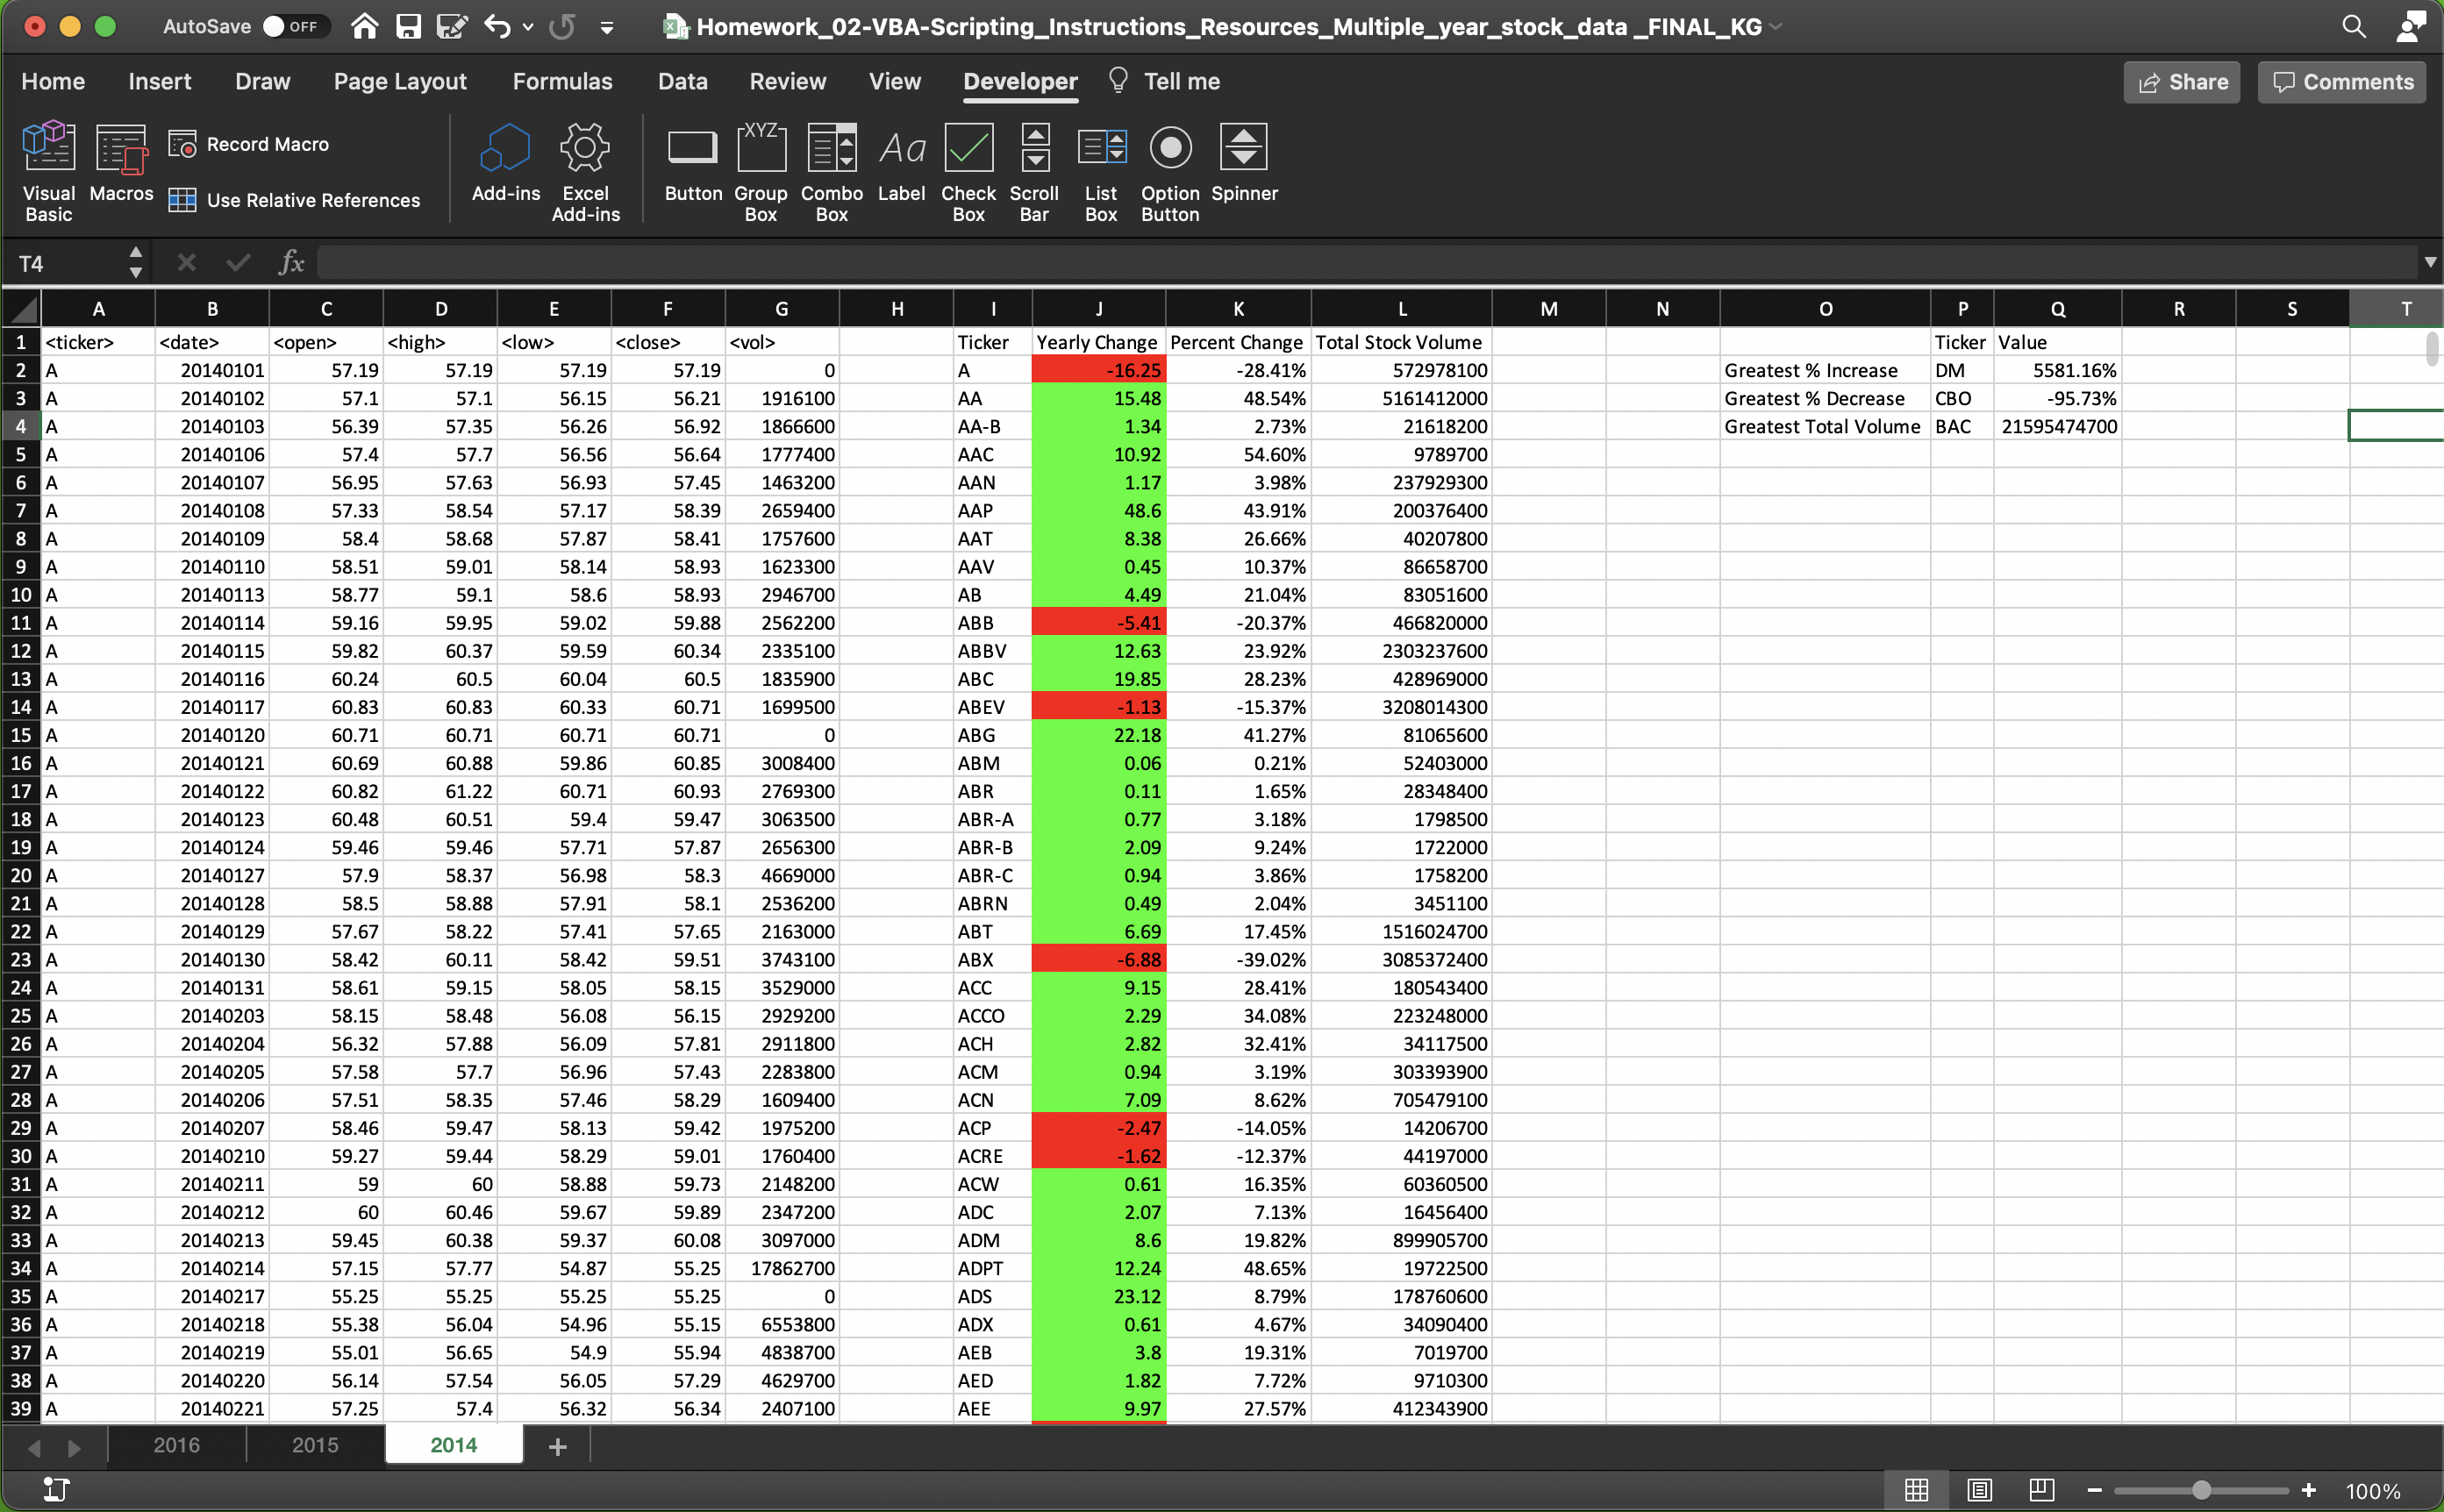 AutoSave OFF Homework_02-VBA-Scripting_Instructions_Resources_Multiple_year_stock_data _FINAL_KG
Home Insert Draw Page Layout Formulas Data Review View Developer Tell me Share Comments
Visual Basic Macros Record Macro Use Relative References Add-ins Excel Add-ins Button XYZ Group Box Combo Box Aa Label Check Box Scroll Bar List Box Option Button Spinner
T4 fx
A B C D E F G H I J K L M N O P Q R S T
1 <ticker> <date> <open> <high> <low> <close> <vol> Ticker Yearly Change Percent Change Total Stock Volume Ticker Value
2 A 20140101 57.19 57.19 57.19 57.19 0 A -16.25 -28.41% 572978100 Greatest % Increase DM 5581.16%
3 A 20140102 57.1 57.1 56.15 56.21 1916100 AA 15.48 48.54% 5161412000 Greatest % Decrease CBO -95.73%
4 A 20140103 56.39 57.35 56.26 56.92 1866600 AA-B 1.34 2.73% 21618200 Greatest Total Volume BAC 21595474700
5 A 20140106 57.4 57.7 56.56 56.64 1777400 AAC 10.92 54.60% 9789700
6 A 20140107 56.95 57.63 56.93 57.45 1463200 AAN 1.17 3.98% 237929300
7 A 20140108 57.33 58.54 57.17 58.39 2659400 AAP 48.6 43.91% 200376400
8 A 20140109 58.4 58.68 57.87 58.41 1757600 AAT 8.38 26.66% 40207800
9 A 20140110 58.51 59.01 58.14 58.93 1623300 AAV 0.45 10.37% 86658700
10 A 20140113 58.77 59.1 58.6 58.93 2946700 AB 4.49 21.04% 83051600
11 A 20140114 59.16 59.95 59.02 59.88 2562200 ABB -5.41 -20.37% 466820000
12 A 20140115 59.82 60.37 59.59 60.34 2335100 ABBV 12.63 23.92% 2303237600
13 A 20140116 60.24 60.5 60.04 60.5 1835900 ABC 19.85 28.23% 428969000
14 A 20140117 60.83 60.83 60.33 60.71 1699500 ABEV -1.13 -15.37% 3208014300
15 A 20140120 60.71 60.71 60.71 60.71 0 ABG 22.18 41.27% 81065600
16 A 20140121 60.69 60.88 59.86 60.85 3008400 ABM 0.06 0.21% 52403000
17 A 20140122 60.82 61.22 60.71 60.93 2769300 ABR 0.11 1.65% 28348400
18 A 20140123 60.48 60.51 59.4 59.47 3063500 ABR-A 0.77 3.18% 1798500
19 A 20140124 59.46 59.46 57.71 57.87 2656300 ABR-B 2.09 9.24% 1722000
20 A 20140127 57.9 58.37 56.98 58.3 4669000 ABR-C 0.94 3.86% 1758200
21 A 20140128 58.5 58.88 57.91 58.1 2536200 ABRN 0.49 2.04% 3451100
22 A 20140129 57.67 58.22 57.41 57.65 2163000 ABT 6.69 17.45% 1516024700
23 A 20140130 58.42 60.11 58.42 59.51 3743100 ABX -6.88 -39.02% 3085372400
24 A 20140131 58.61 59.15 58.05 58.15 3529000 ACC 9.15 28.41% 180543400
25 A 20140203 58.15 58.48 56.08 56.15 2929200 ACCO 2.29 34.08% 223248000
26 A 20140204 56.32 57.88 56.09 57.81 2911800 ACH 2.82 32.41% 34117500
27 A 20140205 57.58 57.7 56.96 57.43 2283800 ACM 0.94 3.19% 303393900
28 A 20140206 57.51 58.35 57.46 58.29 1609400 ACN 7.09 8.62% 705479100
29 A 20140207 58.46 59.47 58.13 59.42 1975200 ACP -2.47 -14.05% 14206700
30 A 20140210 59.27 59.44 58.29 59.01 1760400 ACRE -1.62 -12.37% 44197000
31 A 20140211 59 60 58.88 59.73 2148200 ACW 0.61 16.35% 60360500
32 A 20140212 60 60.46 59.67 59.89 2347200 ADC 2.07 7.13% 16456400
33 A 20140213 59.45 60.38 59.37 60.08 3097000 ADM 8.6 19.82% 899905700
34 A 20140214 57.15 57.77 54.87 55.25 17862700 ADPT 12.24 48.65% 19722500
35 A 20140217 55.25 55.25 55.25 55.25 0 ADS 23.12 8.79% 178760600
36 A 20140218 55.38 56.04 54.96 55.15 6553800 ADX 0.61 4.67% 34090400
37 A 20140219 55.01 56.65 54.9 55.94 4838700 AEB 3.8 19.31% 7019700
38 A 20140220 56.14 57.54 56.05 57.29 4629700 AED 1.82 7.72% 9710300
39 A 20140221 57.25 57.4 56.32 56.34 2407100 AEE 9.97 27.57% 412343900
2016 2015 2014 +
100%